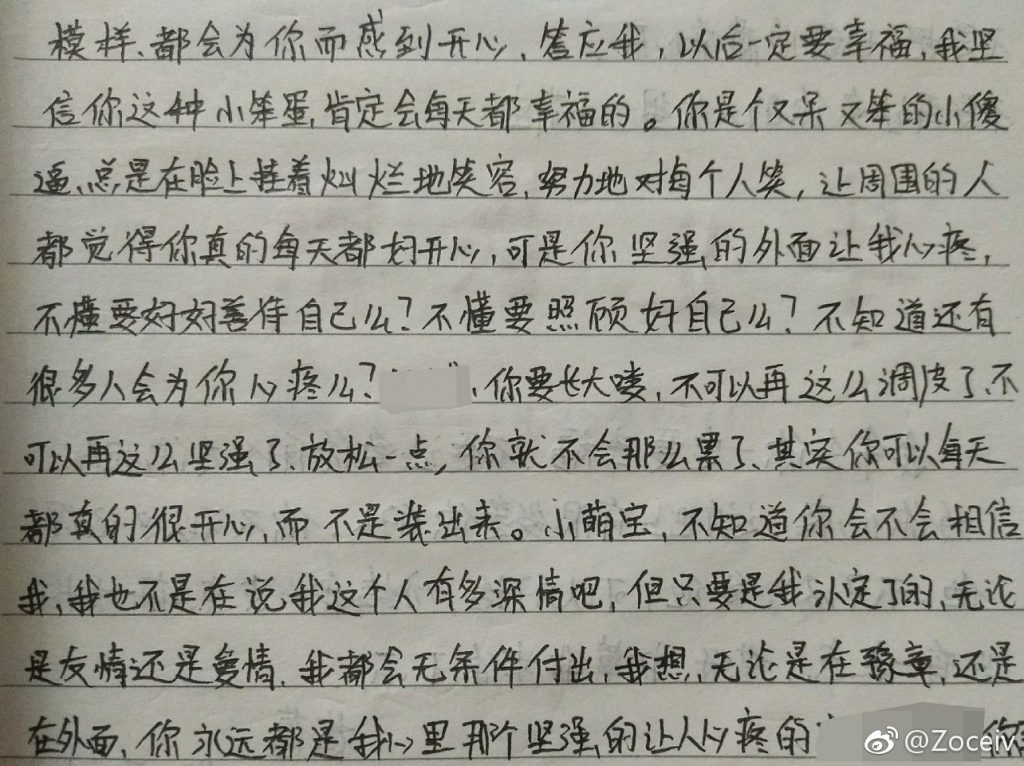 模样、都会为你而感到开心，答应我，以后一定要幸福，我坚
信你这种小笨蛋，肯定会每天都幸福的。你是个又呆又笨的小傻
逼，总是在脸上挂着灿烂地笑容，努力地对每个人笑，让周围的人
都觉得你真的每天都好开心，可是你坚强的外面让我心疼，
不懂要好好善待自己么？不懂要照顾好自己么？不知道还有
很多人会为你心疼么？、你要长大喽，不可以再这么调皮了、不
可以再这么坚强了、放松一点，你就不会那么累了、其实你可以每天
都真的很开心，而不是装出来。小萌宝，不知道你会不会相信
我，我也不是在说我这个人有多深情吧，但只要是我认定了的，无论
是友情还是爱情，我都会无条件付出，我想，无论是在豫章，还是
在外面，你永远都是我心里那个坚强的让人心疼的 你
@Zoceiv